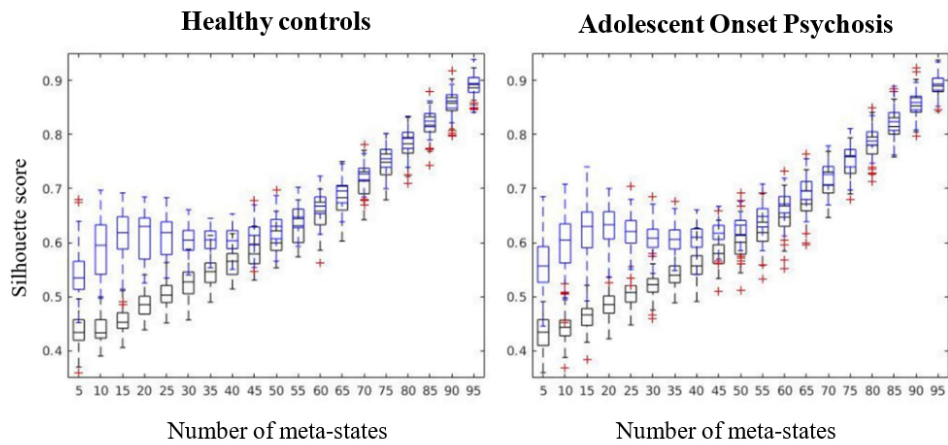 Healthy controls
Adolescent Onset Psychosis
Silhouette score
0.9
0.8
0.7
0.6
0.5
0.4
5 10 15 20 25 30 35 40 45 50 55 60 65 70 75 80 85 90 95
Number of meta-states
0.9
0.8
0.7
0.6
0.5
0.4
5 10 15 20 25 30 35 40 45 50 55 60 65 70 75 80 85 90 95
Number of meta-states